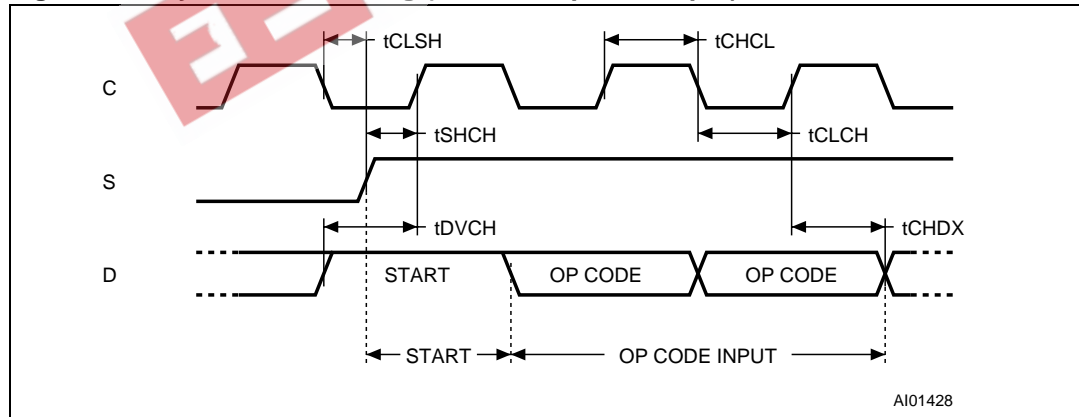 tCLSH
tCHCL
C
tSHCH
tCLCH
S
tDVCH
tCHDX
D
START
OP CODE
OP CODE
START
OP CODE INPUT
AI01428